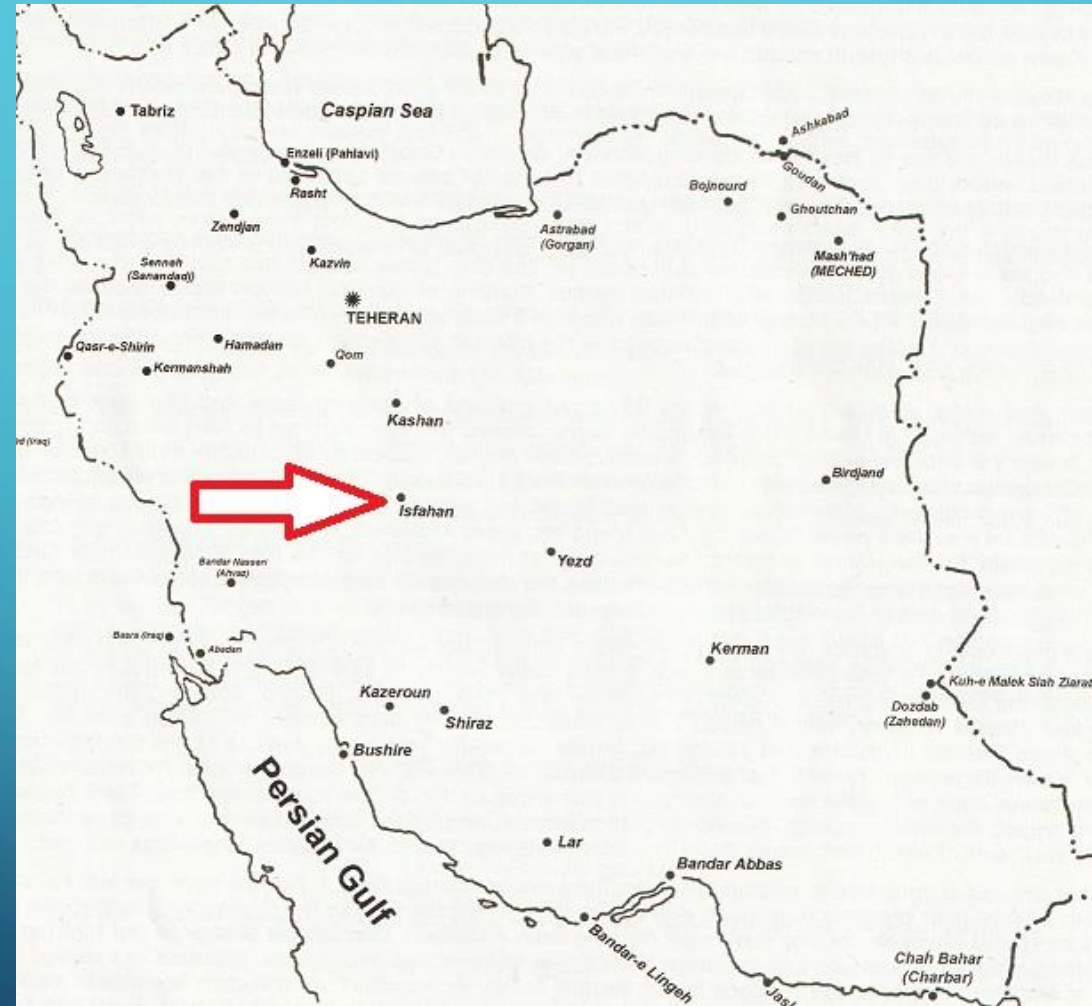 Tabriz
Caspian Sea
Ashkabad
Enzeli (Pahlavi)
Goudan
Rasht
Bojnourd
Ghoutchan
Zendjan
Astrabad
(Gorgan)
Kazvin
Mash'had
(MECHED)
Senneh
(Sanandadj)
TEHERAN
Qasr-e-Shirin
Hamadan
Qom
Kermanshah
Kashan
(Iraq)
Birdjand
Isfahan
Yezd
Bandar Nasseri
(Ahvaz)
Basra (Iraq)
Abadan
Kerman
Kuh-e Malek Siah Ziarat
Kazeroun
Shiraz
Dozdab
(Zahedan)
Bushire
Persian Gulf
Lar
Bandar Abbas
Bandar-e Lingeh
Chah Bahar
(Charbar)